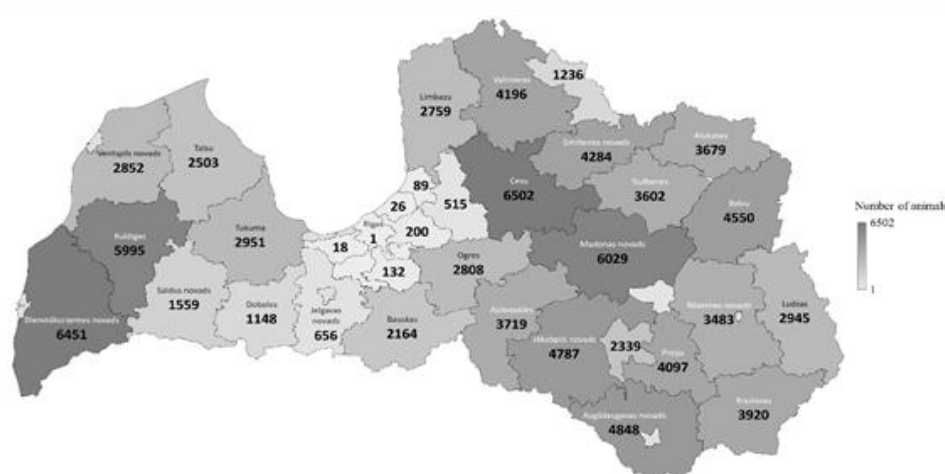 1236
Valmieras
4196
Limbazu
2759
Smiltenes novads
4284
Aluksnes
3679
Ventspils novads
2852
Talsu
2503
Cesu
6502
Gulbenes
3602
89
515
26
Balvu
4550
Number of animals
6502
1
Kuldigas
5995
Tukuma
2951
Rigas
1
200
18
Madonas novads
6029
Ogres
2808
132
Saldus novads
1559
Dobeles
1148
Jelgavas
novads
656
Bauskas
2164
Dienvidkurzemes novads
6451
Aizkraukles
3719
Jekabpils novads
4787
2339
Preiļu
4097
Rezeknes novads
3483
Ludzas
2945
Kraslavas
3920
Augsdaugavas novads
4848